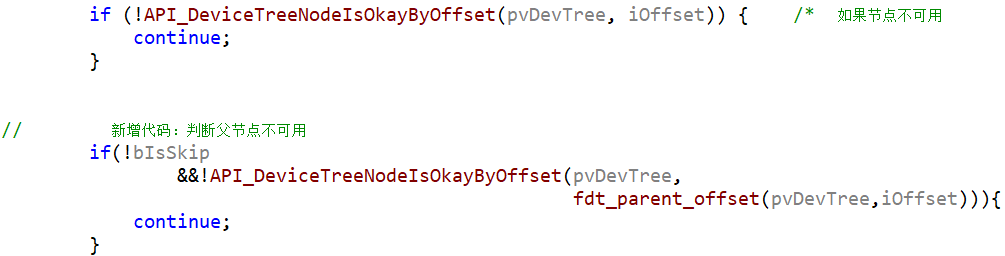 if (!API_DeviceTreeNodeIsOkayByOffset(pvDevTree, iOffset)) { /* 如果节点不可用
continue;
}
// 新增代码：判断父节点不可用
if(!bIsSkip
&&!API_DeviceTreeNodeIsOkayByOffset(pvDevTree,
fdt_parent_offset(pvDevTree,iOffset))){
continue;
}